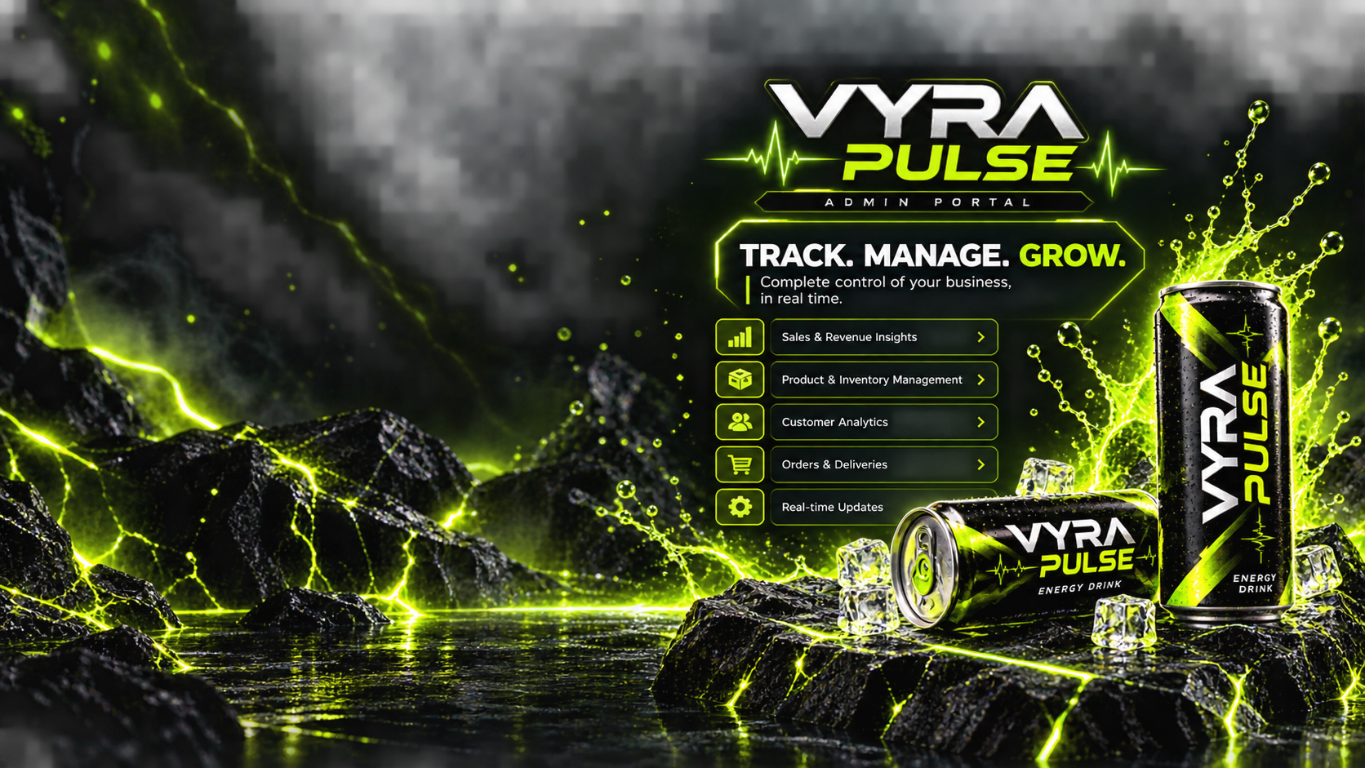 VYRA
PULSE
ADMIN PORTAL
TRACK. MANAGE. GROW.
Complete control of your business,
in real time.
Sales & Revenue Insights
Product & Inventory Management
Customer Analytics
Orders & Deliveries
Real-time Updates
VYRA
PULSE
ENERGY DRINK
VYRA
PULSE
ENERGY
DRINK